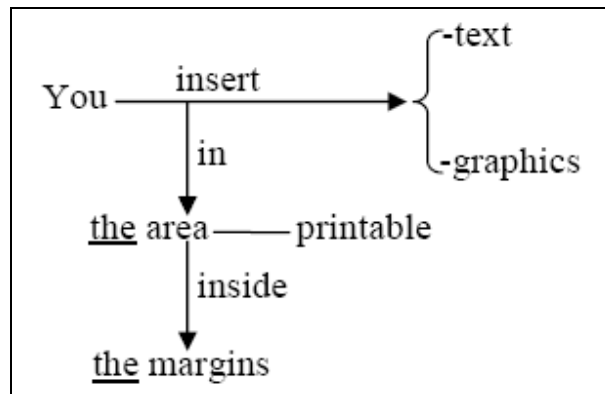 -text
insert
You
in
-graphics
the area printable
inside
the margins